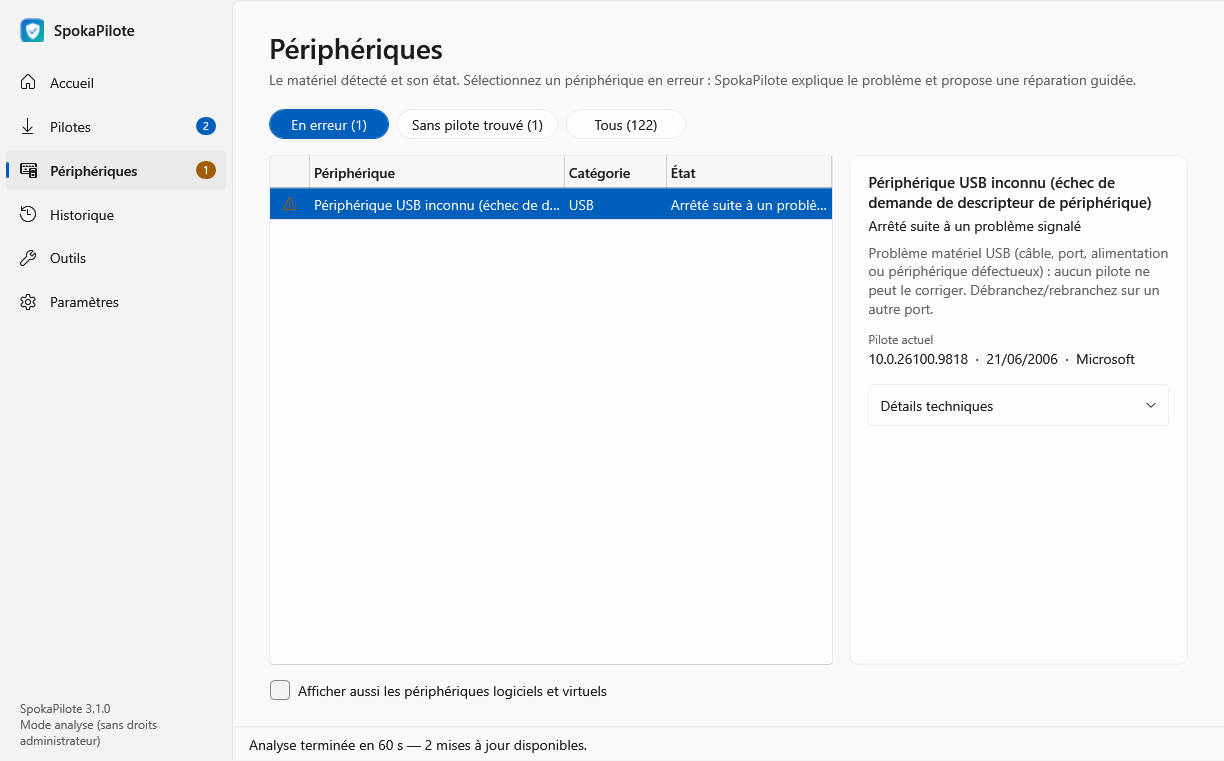 SpokaPilote
Accueil
Pilotes 2
Périphériques 1
Historique
Outils
Paramètres
SpokaPilote 3.1.0
Mode analyse (sans droits
administrateur)
Périphériques
Le matériel détecté et son état. Sélectionnez un périphérique en erreur : SpokaPilote explique le problème et propose une réparation guidée.
En erreur (1) Sans pilote trouvé (1) Tous (122)
Périphérique Catégorie État
Périphérique USB inconnu (échec de d... USB Arrêté suite à un problè...
Afficher aussi les périphériques logiciels et virtuels
Périphérique USB inconnu (échec de
demande de descripteur de périphérique)
Arrêté suite à un problème signalé
Problème matériel USB (câble, port, alimentation
ou périphérique défectueux) : aucun pilote ne
peut le corriger. Débranchez/rebranchez sur un
autre port.
Pilote actuel
10.0.26100.9818 · 21/06/2006 · Microsoft
Détails techniques
Analyse terminée en 60 s — 2 mises à jour disponibles.